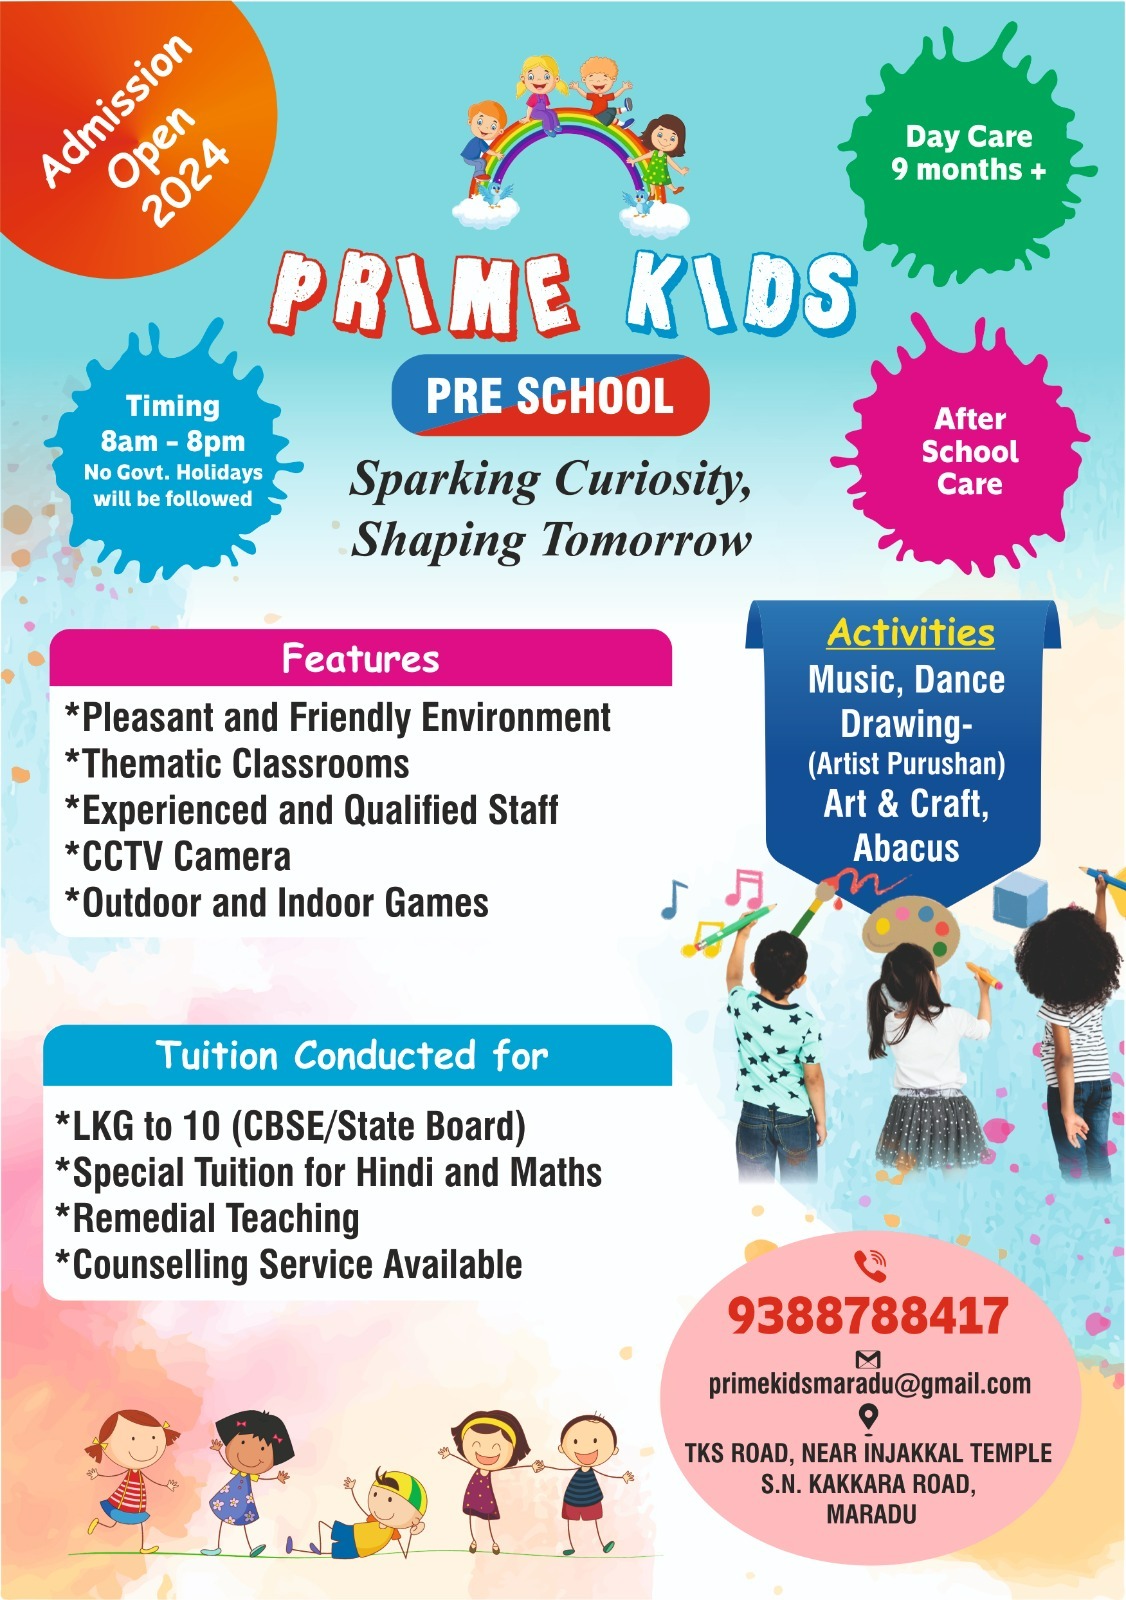 Admission
Open
2024
Day Care
9 months +
PRIME KIDS
PRE SCHOOL
Timing
8am - 8pm
No Govt. Holidays
will be followed
Sparking Curiosity,
Shaping Tomorrow
After
School
Care
Features
*Pleasant and Friendly Environment
*Thematic Classrooms
*Experienced and Qualified Staff
*CCTV Camera
*Outdoor and Indoor Games
Activities
Music, Dance
Drawing-
(Artist Purushan)
Art & Craft,
Abacus
Tuition Conducted for
*LKG to 10 (CBSE/State Board)
*Special Tuition for Hindi and Maths
*Remedial Teaching
*Counselling Service Available
9388788417
primekidsmaradu@gmail.com
TKS ROAD, NEAR INJAKKAL TEMPLE
S.N. KAKKARA ROAD,
MARADU